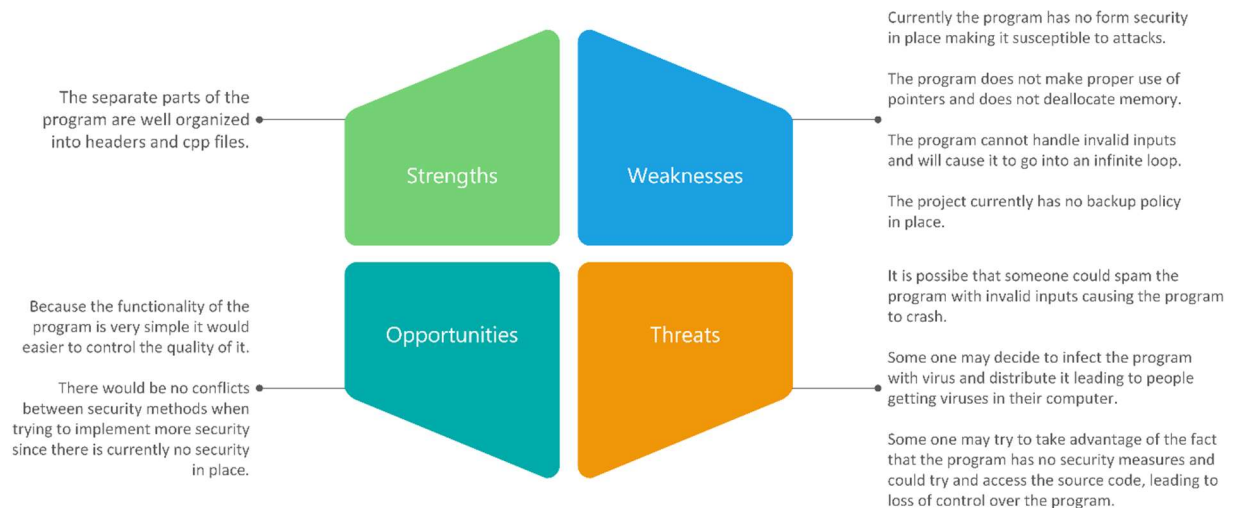 The separate parts of the
program are well organized
into headers and cpp files.
Strengths
Weaknesses
Currently the program has no form security
in place making it susceptible to attacks.
The program does not make proper use of
pointers and does not deallocate memory.
The program cannot handle invalid inputs
and will cause it to go into an infinite loop.
The project currently has no backup policy
in place.
Because the functionality of the
program is very simple it would
easier to control the quality of it.
There would be no conflicts
between security methods when
trying to implement more security
since there is currently no security
in place.
Opportunities
Threats
It is possibe that someone could spam the
program with invalid inputs causing the program
to crash.
Some one may decide to infect the program
with virus and distribute it leading to people
getting viruses in their computer.
Some one may try to take advantage of the fact
that the program has no security measures and
could try and access the source code, leading to
loss of control over the program.